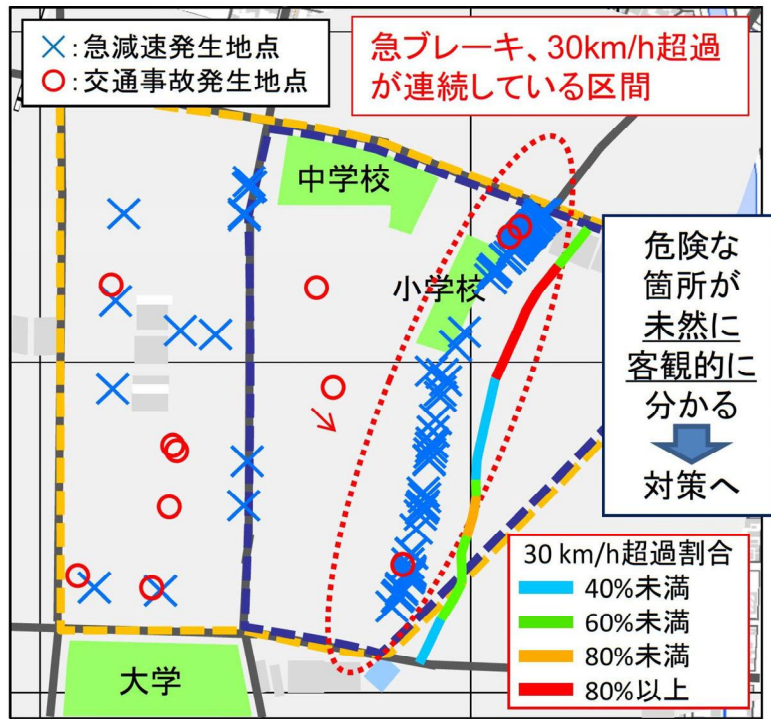 ×：急減速発生地点
○：交通事故発生地点
急ブレーキ、30km/h超過
が連続している区間
中学校
小学校
危険な
箇所が
未然に
客観的に
分かる
対策へ
30 km/h超過割合
40%未満
60%未満
80%未満
80%以上
大学